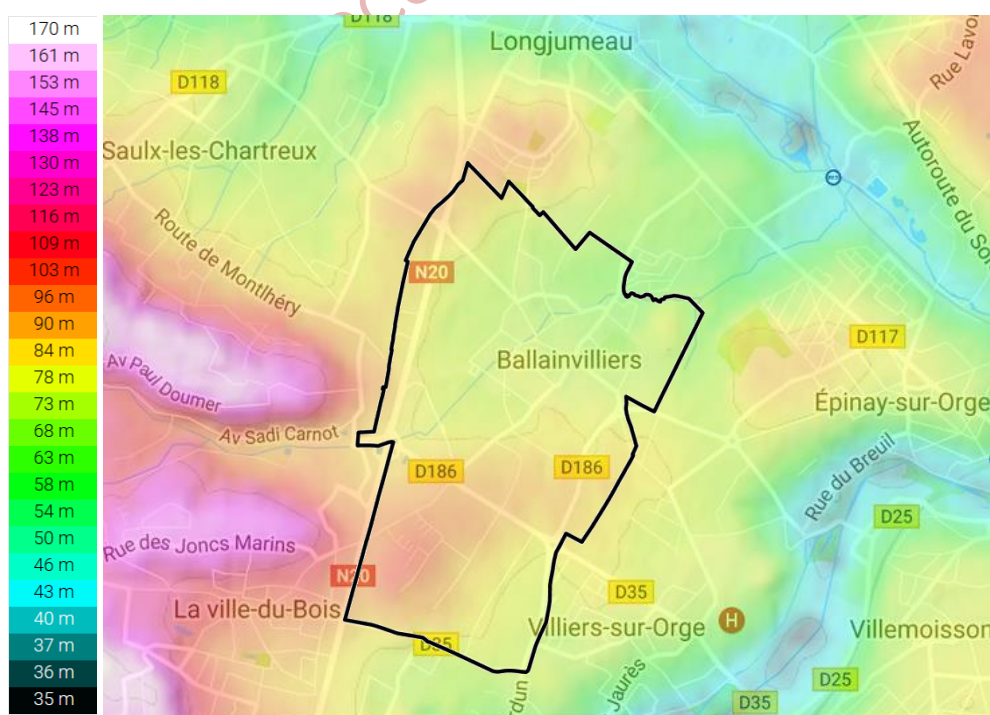 170 m
161 m
153 m
145 m
138 m
130 m
123 m
116 m
109 m
103 m
96 m
90 m
84 m
78 m
73 m
68 m
63 m
58 m
54 m
50 m
46 m
43 m
40 m
37 m
36 m
35 m
D118
Longjumeau
D118
Saulx-les-Chartreux
Autoroute du
Route de Montlhéry
N20
Ballainvilliers
D117
Av Paul Doumer
Épinay-sur-Orge
Av Sadi Carnot
D186
D186
Rue du Breuil
D25
Rue des Joncs Marins
N20
La ville-du-Bois
D35
Villiers-sur-Orge
H
Villemoisson
D35
Jaurès
D25
D35